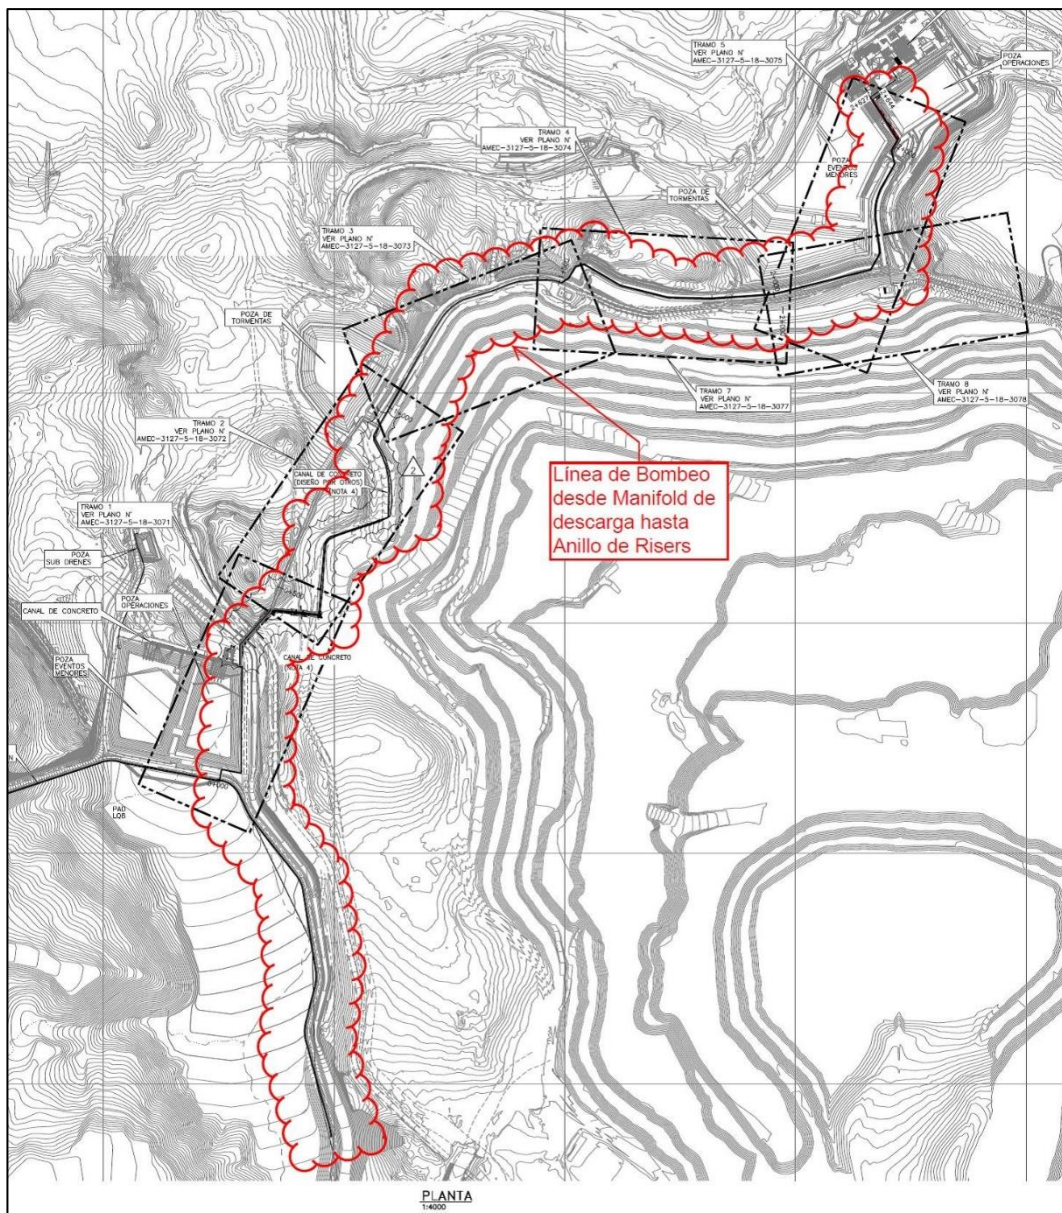 TRAMO 5
VER PLANO N°
AMEC-3127-5-18-3075
POZA
OPERACIONES
TRAMO 4
VER PLANO N°
AMEC-3127-5-18-3074
POZA
EVENTOS
MENORES
POZA DE
TORMENTAS
TRAMO 3
VER PLANO N°
AMEC-3127-5-18-3073
POZA DE
TORMENTAS
TRAMO 7
VER PLANO N°
AMEC-3127-5-18-3077
TRAMO 8
VER PLANO N°
AMEC-3127-5-18-3078
TRAMO 2
VER PLANO N°
AMEC-3127-5-18-3072
CANAL DE CONCRETO
(DISEÑO POR OTROS)
(NOTA 4)
2
Línea de Bombeo
desde Manifold de
descarga hasta
Anillo de Risers
TRAMO 1
VER PLANO N°
AMEC-3127-5-18-3071
POZA
SUB DRENES
POZA
OPERACIONES
CANAL DE CONCRETO
POZA
EVENTOS
MENORES
CANAL DE CONCRETO
(NOTA 4)
0+000
PAD
LQB
PLANTA
1:4000